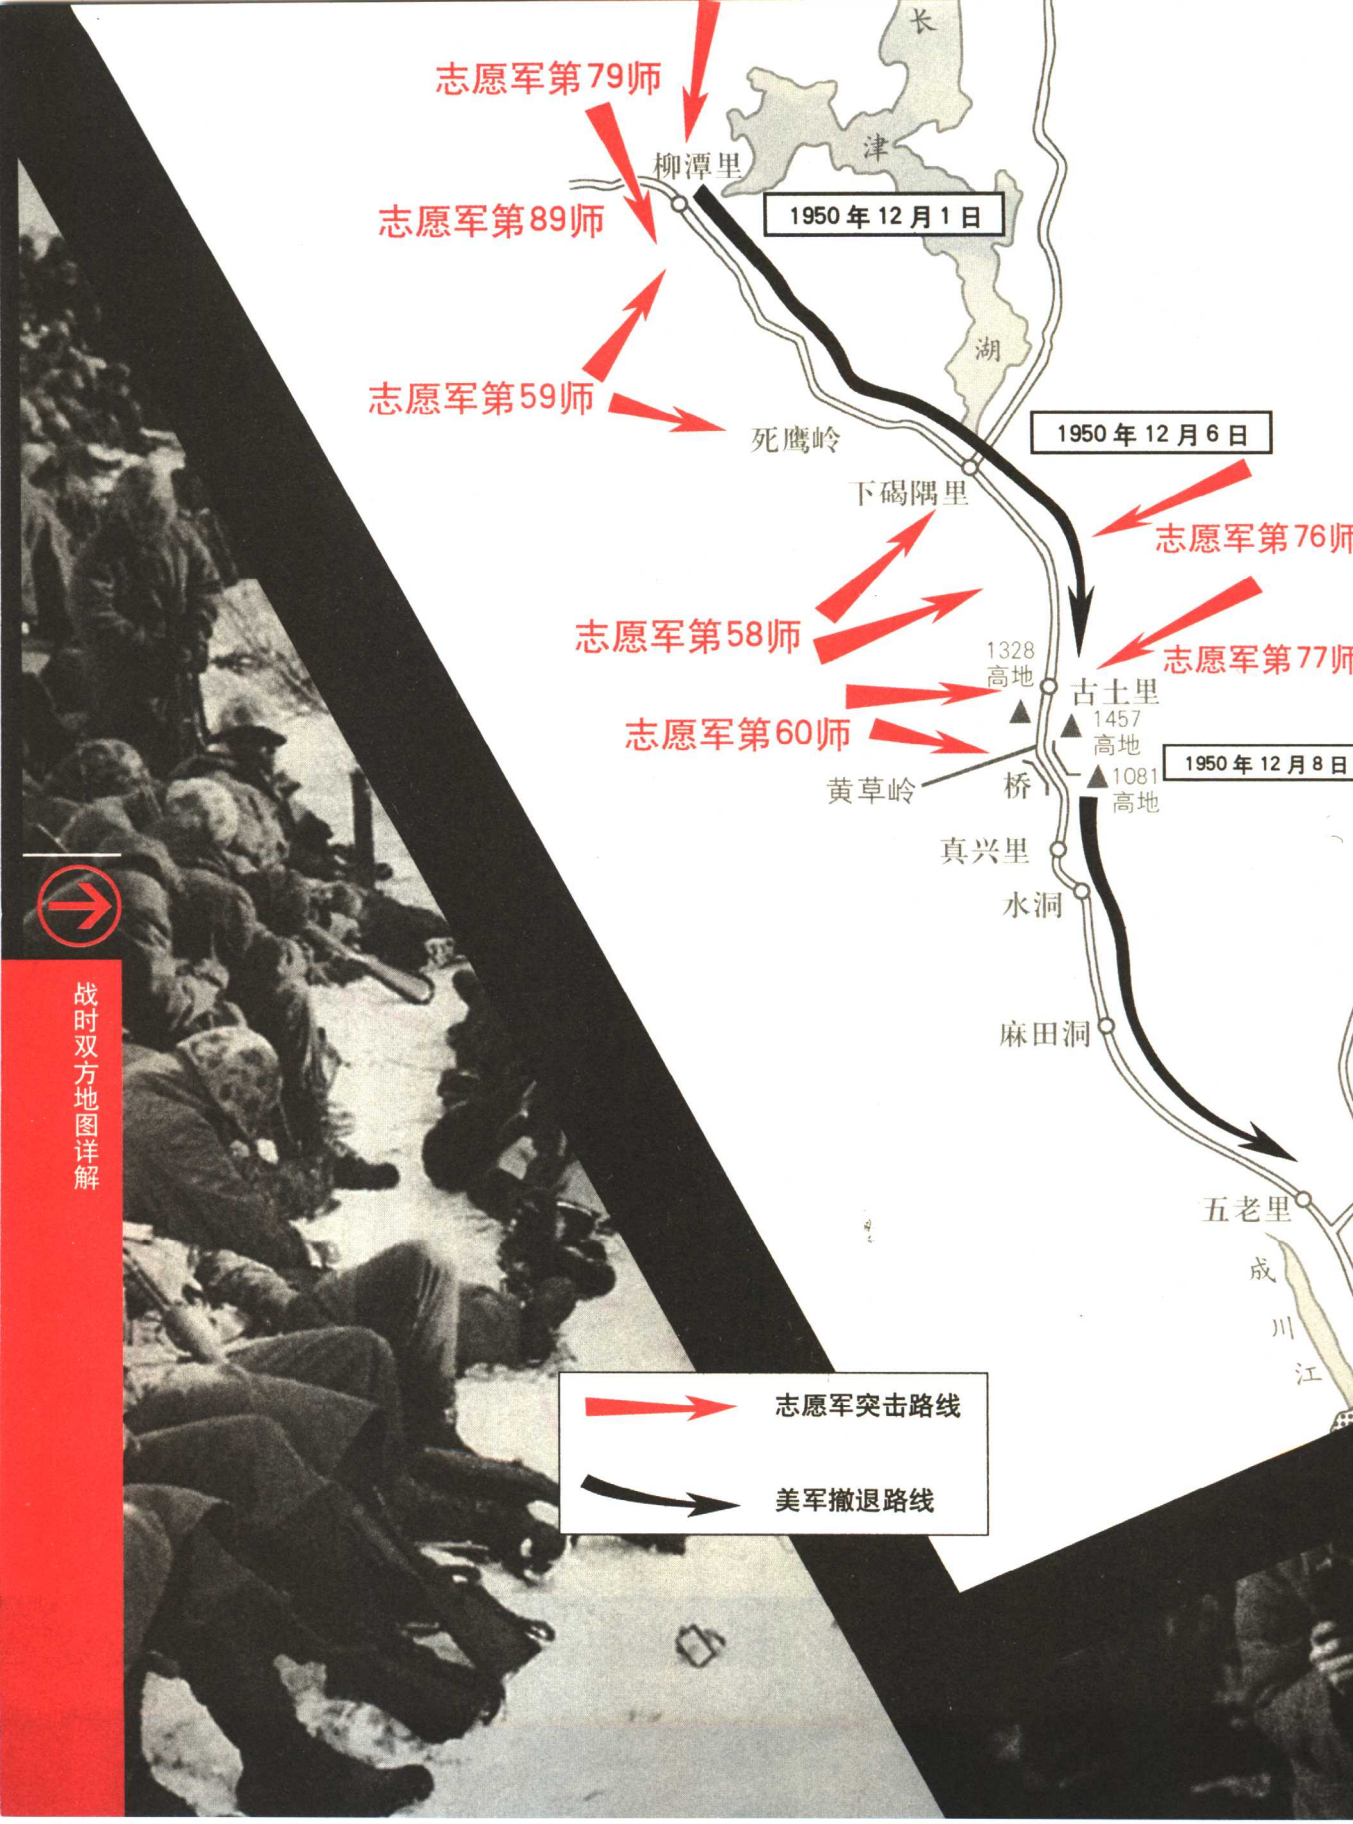 长
志愿军第79师
津
柳潭里
1950年12月1日
志愿军第89师
湖
志愿军第59师
死鹰岭
1950年12月6日
下碣隅里
志愿军第76师
志愿军第58师
1328
高地
志愿军第77师
古土里
1457
高地
志愿军第60师
1950年12月8日
黄草岭
桥
1081
高地
真兴里
水洞
战时双方地图详解
麻田洞
五老里
成
川
江
志愿军突击路线
美军撤退路线